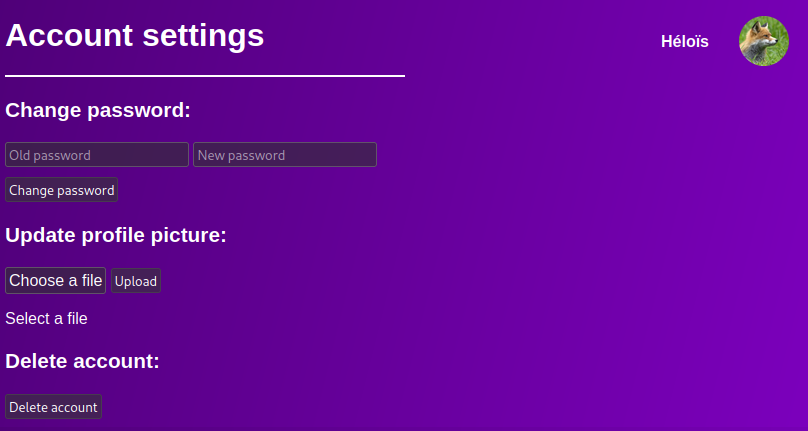 Account settings
Héloïs
Change password:
Old password New password
Change password
Update profile picture:
Choose a file Upload
Select a file
Delete account:
Delete account